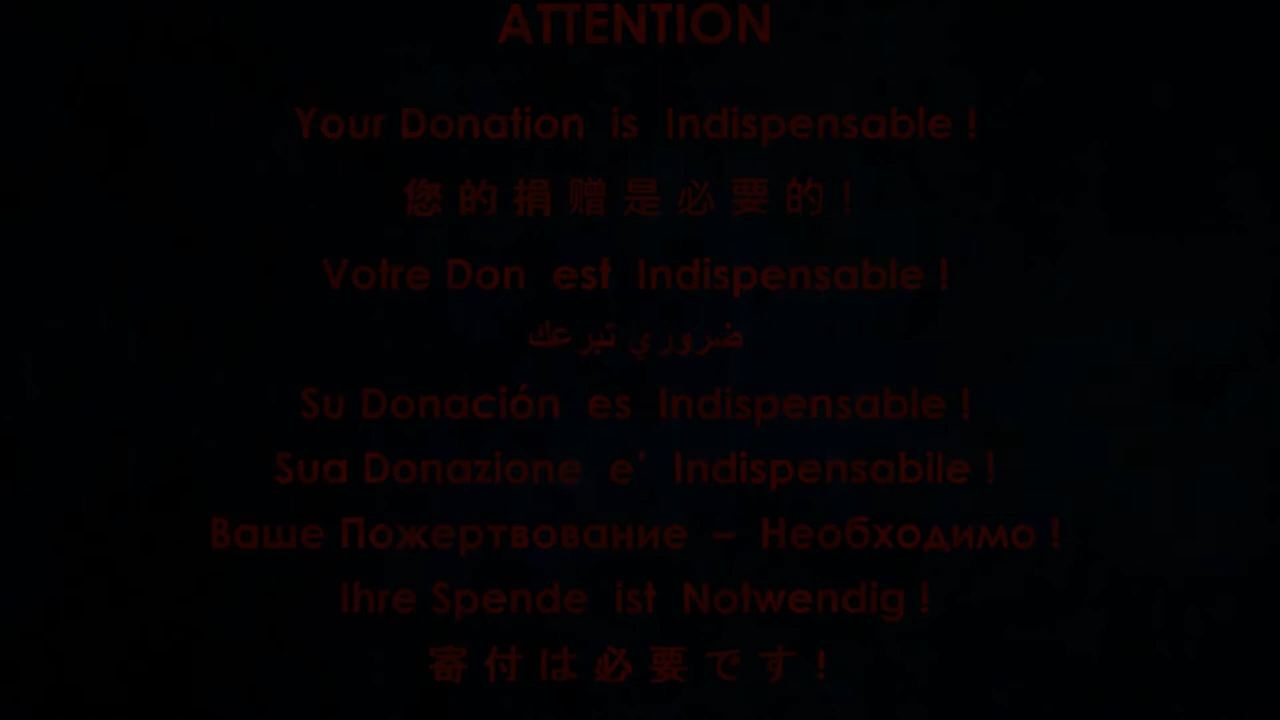 ATTENTION
Your Donation is Indispensable !
您的捐赠是必要的!
Votre Don est Indispensable !
ضروري تبرعك
Su Donación es Indispensable !
Sua Donazione e' Indispensabile !
Ваше Пожертвование – Необходимо !
Ihre Spende ist Notwendig !
寄付は必要です!